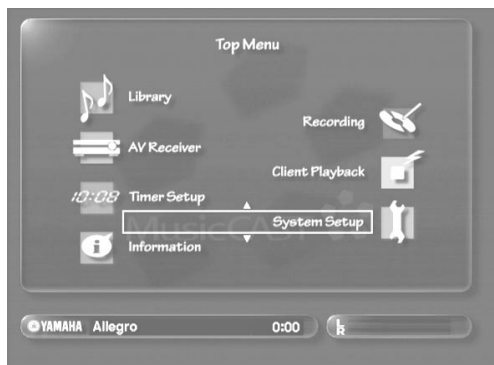 Top Menu
Library
Recording
AV Receiver
Client Playback
10:08 Timer Setup
MusicCAST
System Setup
i Information
YAMAHA Allegro 0:00 L R